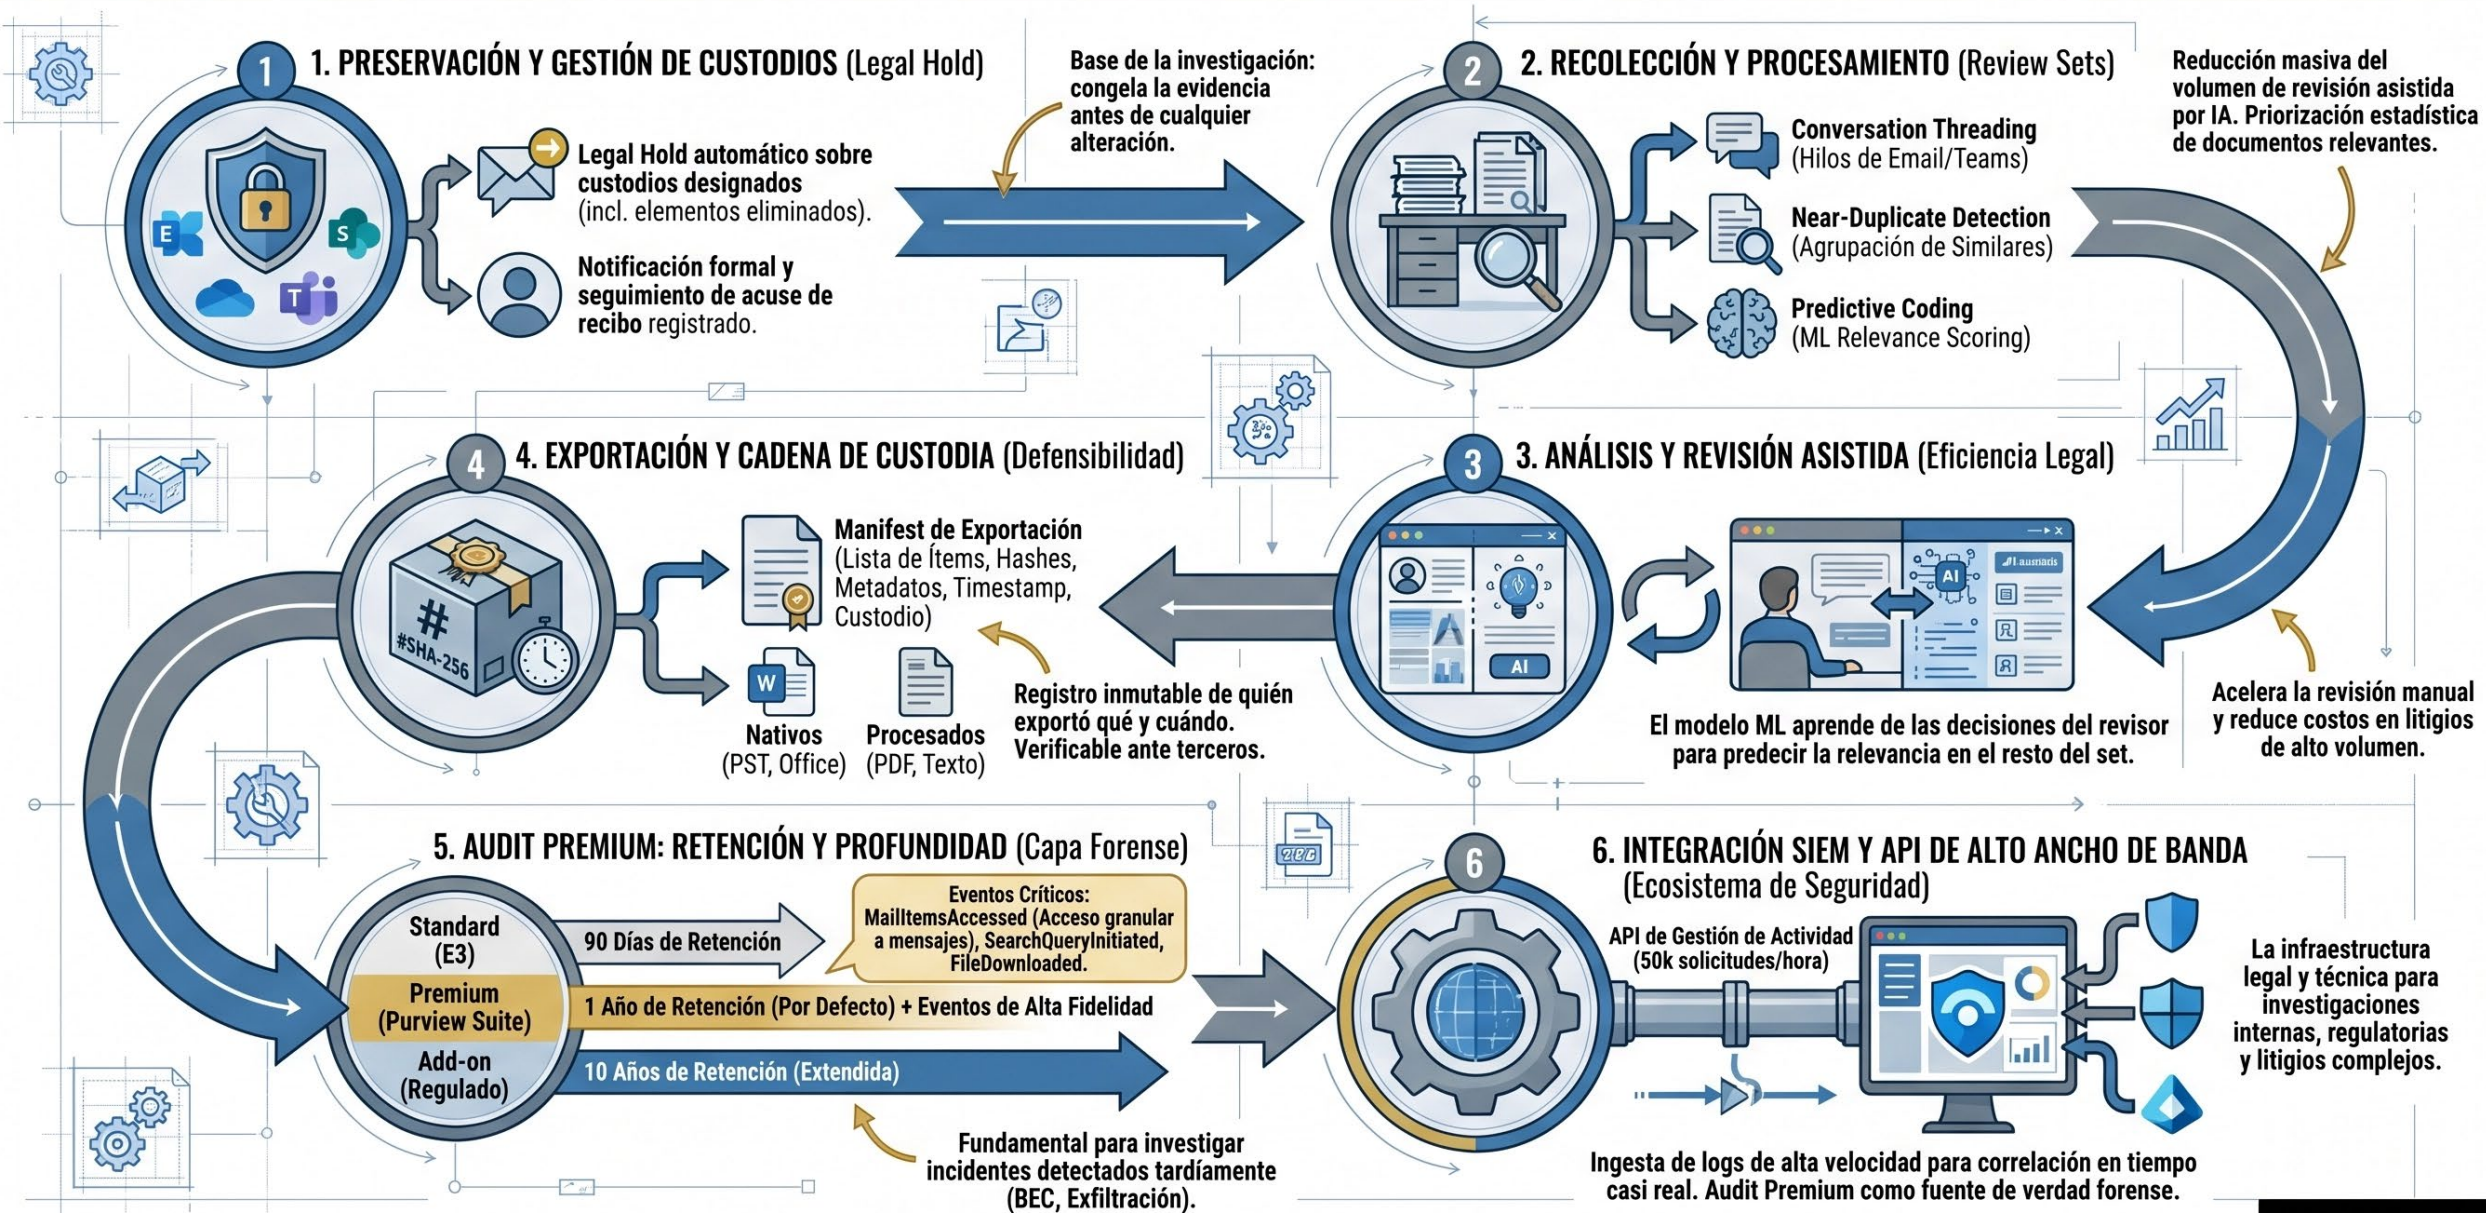 1
1. PRESERVACIÓN Y GESTIÓN DE CUSTODIOS (Legal Hold)
E
S
T
Legal Hold automático sobre
custodios designados
(incl. elementos eliminados).
Notificación formal y
seguimiento de acuse de
recibo registrado.
Base de la investigación:
congela la evidencia
antes de cualquier
alteración.
2
2. RECOLECCIÓN Y PROCESAMIENTO (Review Sets)
Conversation Threading
(Hilos de Email/Teams)
Near-Duplicate Detection
(Agrupación de Similares)
Predictive Coding
(ML Relevance Scoring)
Reducción masiva del
volumen de revisión asistida
por IA. Priorización estadística
de documentos relevantes.
3
3. ANÁLISIS Y REVISIÓN ASISTIDA (Eficiencia Legal)
AI
AI
El modelo ML aprende de las decisiones del revisor
para predecir la relevancia en el resto del set.
Acelera la revisión manual
y reduce costos en litigios
de alto volumen.
4
4. EXPORTACIÓN Y CADENA DE CUSTODIA (Defensibilidad)
#
#SHA-256
Manifest de Exportación
(Lista de Ítems, Hashes,
Metadatos, Timestamp,
Custodio)
W
Nativos
(PST, Office)
Procesados
(PDF, Texto)
Registro inmutable de quién
exportó qué y cuándo.
Verificable ante terceros.
5. AUDIT PREMIUM: RETENCIÓN Y PROFUNDIDAD (Capa Forense)
Standard
(E3)
90 Días de Retención
Eventos Críticos:
MailItemsAccessed (Acceso granular
a mensajes), SearchQueryInitiated,
FileDownloaded.
Premium
(Purview Suite)
1 Año de Retención (Por Defecto) + Eventos de Alta Fidelidad
Add-on
(Regulado)
10 Años de Retención (Extendida)
Fundamental para investigar
incidentes detectados tardíamente
(BEC, Exfiltración).
6
6. INTEGRACIÓN SIEM Y API DE ALTO ANCHO DE BANDA
(Ecosistema de Seguridad)
API de Gestión de Actividad
(50k solicitudes/hora)
La infraestructura
legal y técnica para
investigaciones
internas, regulatorias
y litigios complejos.
Ingesta de logs de alta velocidad para correlación en tiempo
casi real. Audit Premium como fuente de verdad forense.